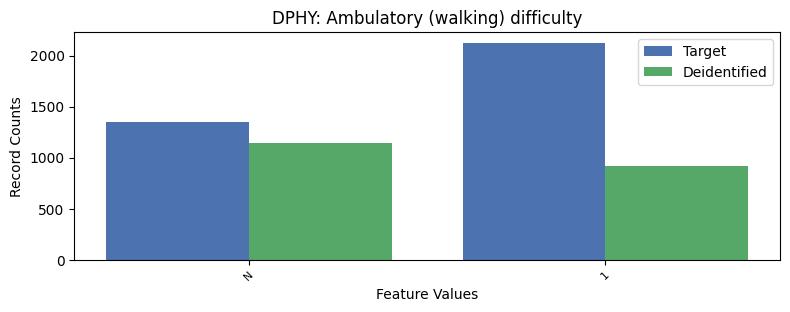 DPHY: Ambulatory (walking) difficulty
Target
Deidentified
Record Counts
2000
1500
1000
500
0
N
1
Feature Values